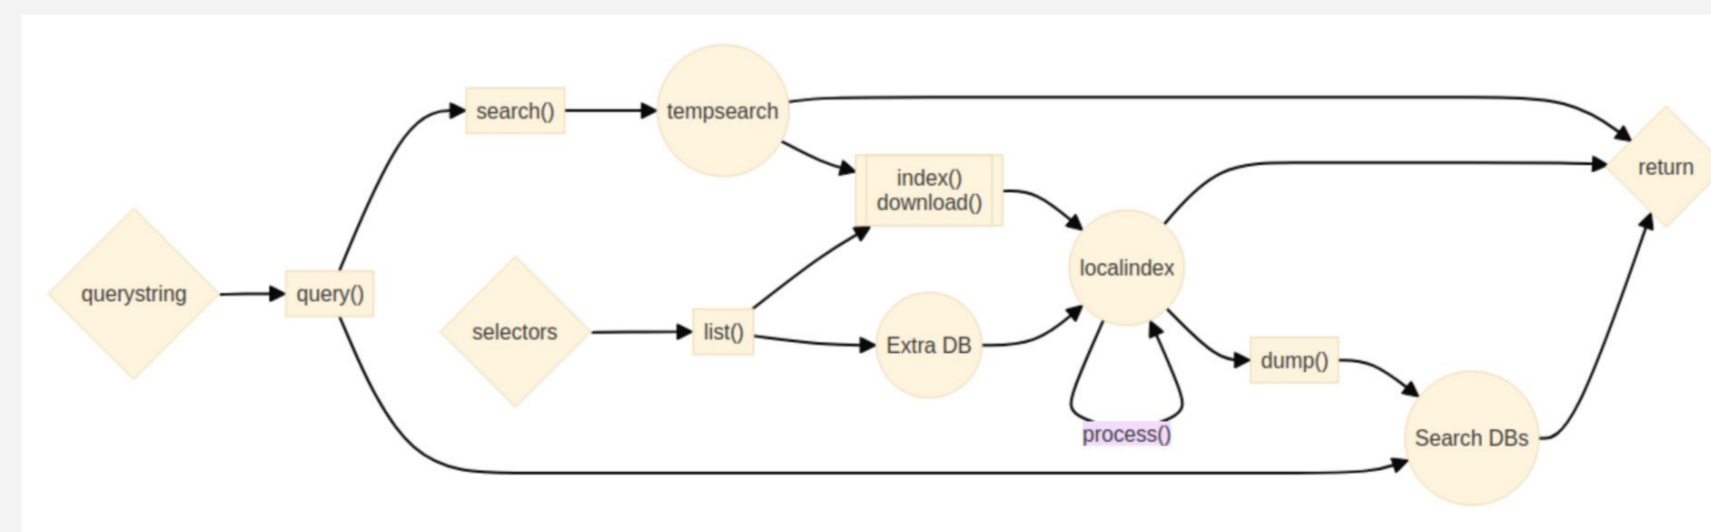 search()
tempsearch
index()
download()
return
querystring
query()
selectors
list()
Extra DB
localindex
dump()
process()
Search DBs